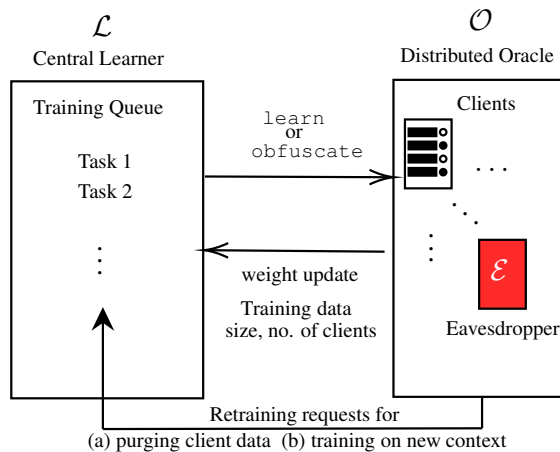 ℒ
Central Learner
Training Queue
Task 1
Task 2
learn
or
obfuscate
weight update
Training data
size, no. of clients
𝒪
Distributed Oracle
Clients
ℰ
Eavesdropper
Retraining requests for
(a) purging client data (b) training on new context